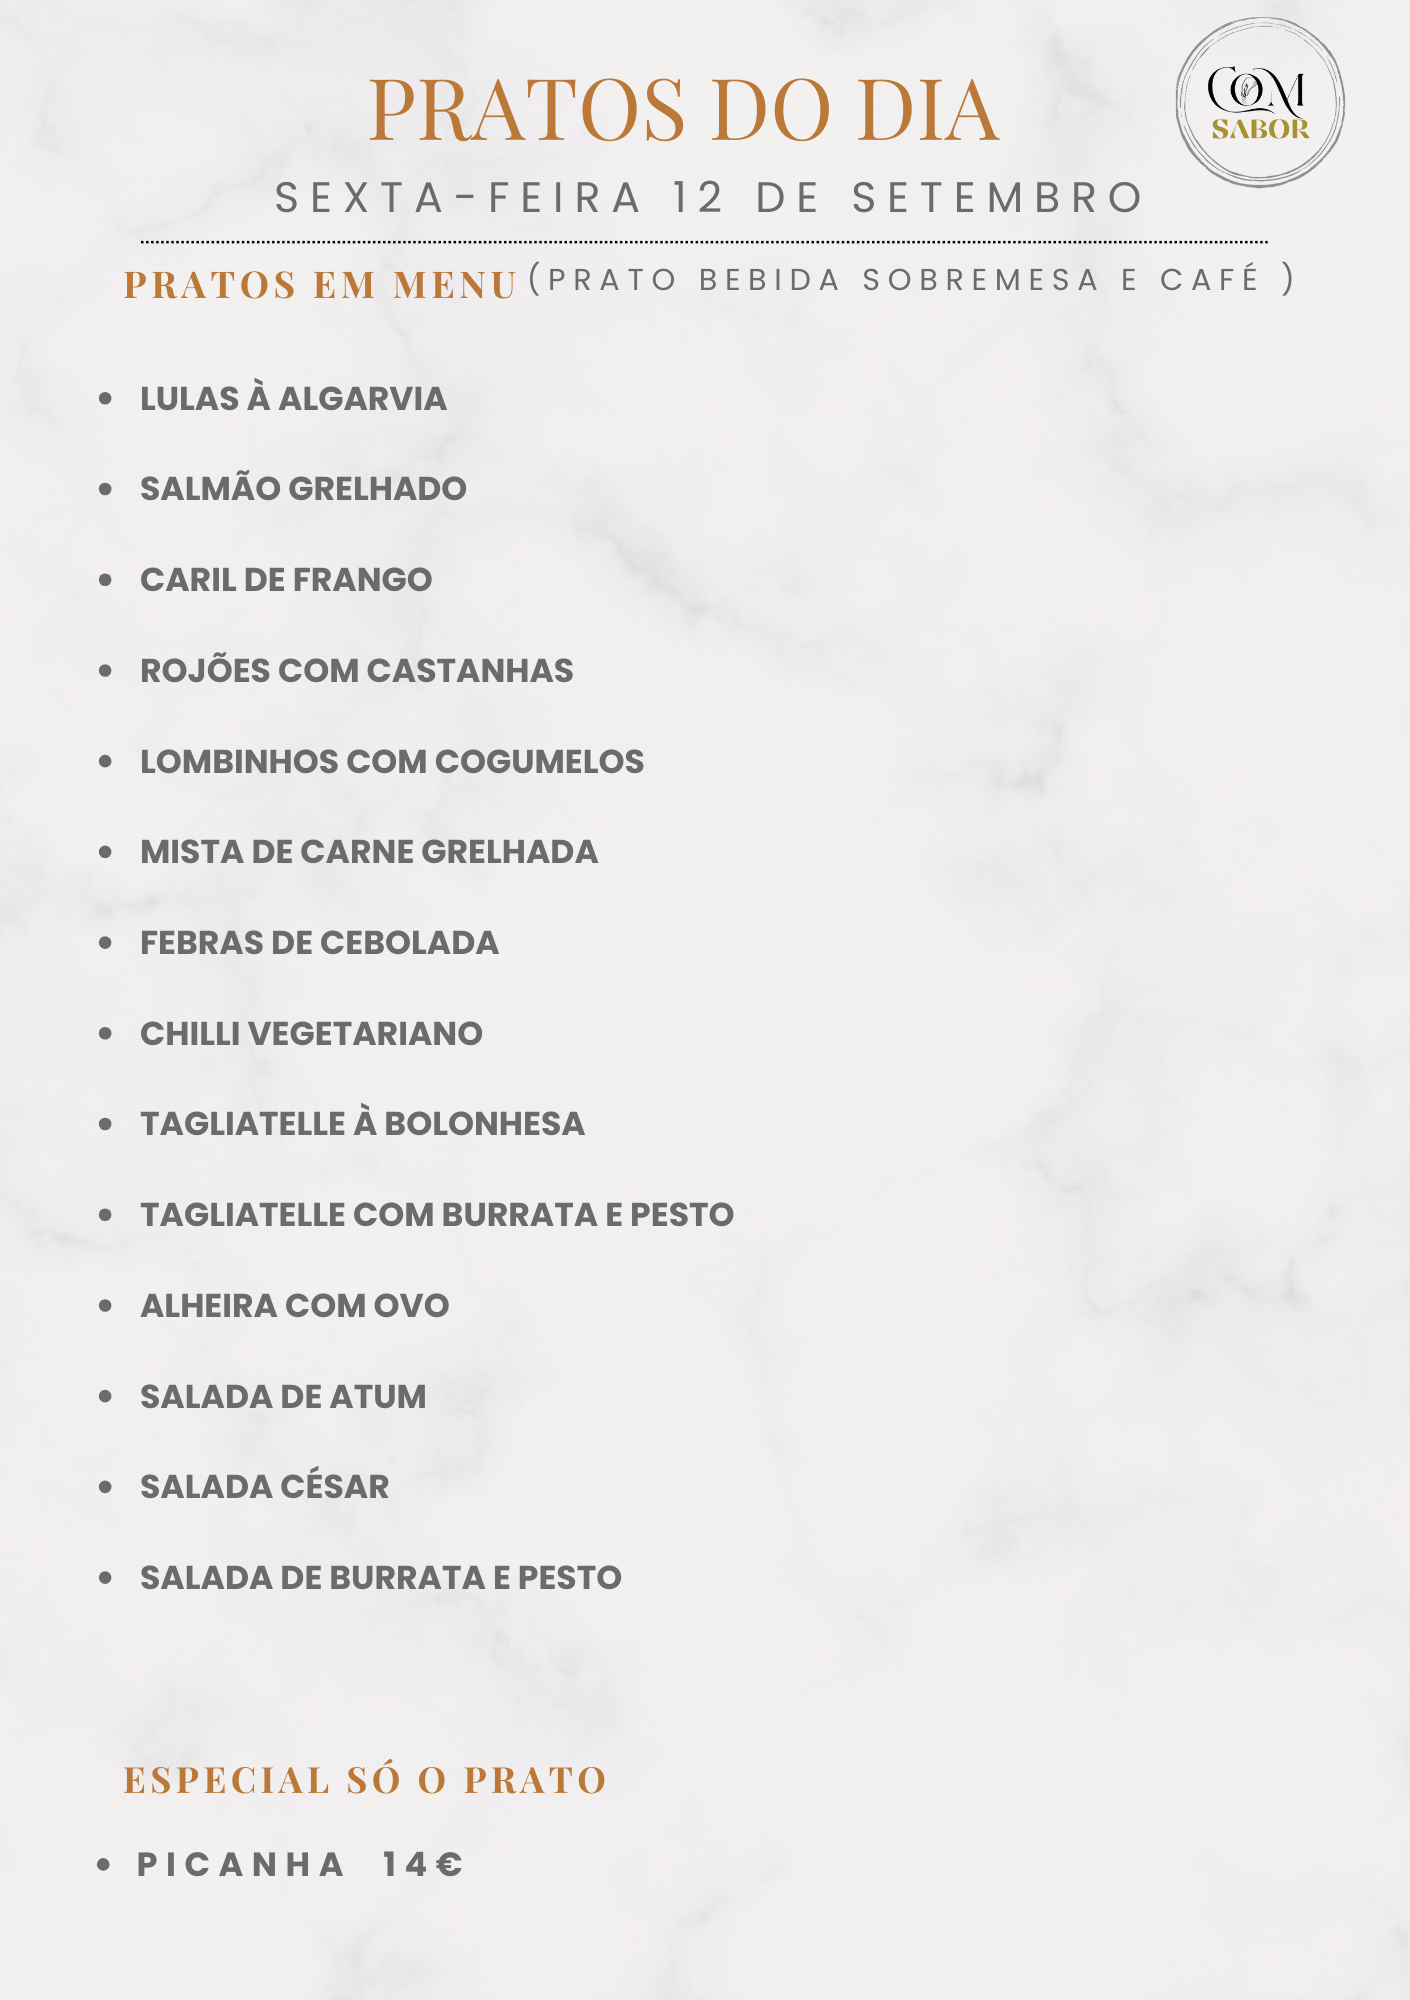 COM
SABOR
PRATOS DO DIA
SEXTA-FEIRA 12 DE SETEMBRO
PRATOS EM MENU (PRATO BEBIDA SOBREMESA E CAFÉ )
• LULAS À ALGARVIA
• SALMÃO GRELHADO
• CARIL DE FRANGO
• ROJÕES COM CASTANHAS
• LOMBINHOS COM COGUMELOS
• MISTA DE CARNE GRELHADA
• FEBRAS DE CEBOLADA
• CHILLI VEGETARIANO
• TAGLIATELLE À BOLONHESA
• TAGLIATELLE COM BURRATA E PESTO
• ALHEIRA COM OVO
• SALADA DE ATUM
• SALADA CÉSAR
• SALADA DE BURRATA E PESTO
ESPECIAL SÓ O PRATO
• PICANHA 14€